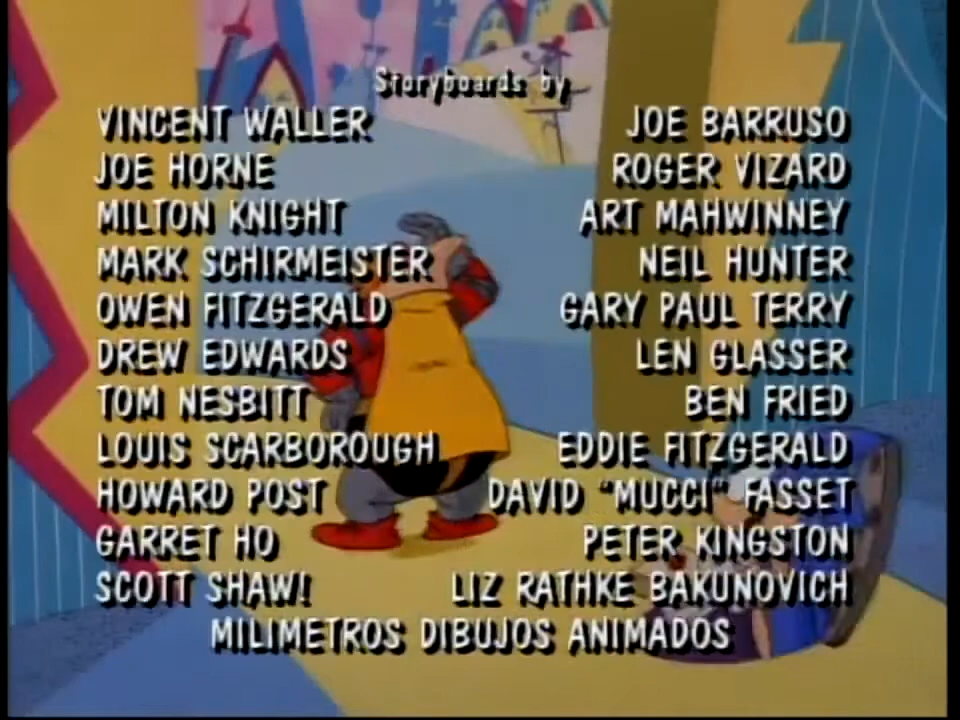 Storyboards by
VINCENT WALLER JOE BARRUSO
JOE HORNE ROGER VIZARD
MILTON KNIGHT ART MAHWINNEY
MARK SCHIRMEISTER NEIL HUNTER
OWEN FITZGERALD GARY PAUL TERRY
DREW EDWARDS LEN GLASSER
TOM NESBITT BEN FRIED
LOUIS SCARBOROUGH EDDIE FITZGERALD
HOWARD POST DAVID "MUCCI" FASSET
GARRET HO PETER KINGSTON
SCOTT SHAW! LIZ RATHKE BAKUNOVICH
MILIMETROS DIBUJOS ANIMADOS